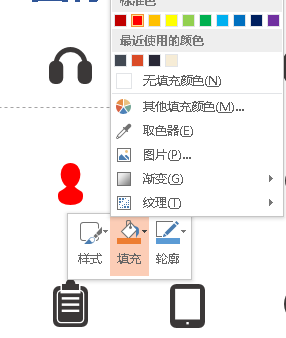 标准色
最近使用的颜色
无填充颜色(N)
其他填充颜色(M)...
取色器(E)
图片(P)...
渐变(G)
纹理(T)
样式 填充 轮廓